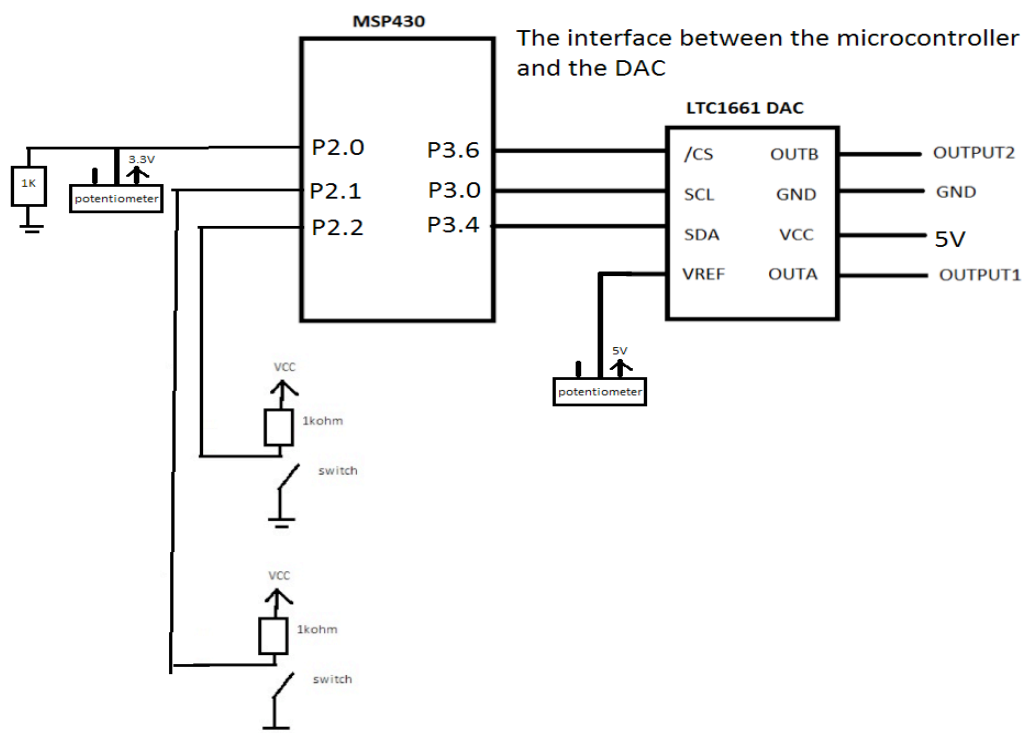 MSP430
The interface between the microcontroller
and the DAC
LTC1661 DAC
P2.0
P3.6
/CS
OUTB
OUTPUT2
3.3V
1K
potentiometer
P2.1
P3.0
SCL
GND
GND
P2.2
P3.4
SDA
VCC
5V
VREF
OUTA
OUTPUT1
5V
potentiometer
VCC
1kohm
switch
VCC
1kohm
switch